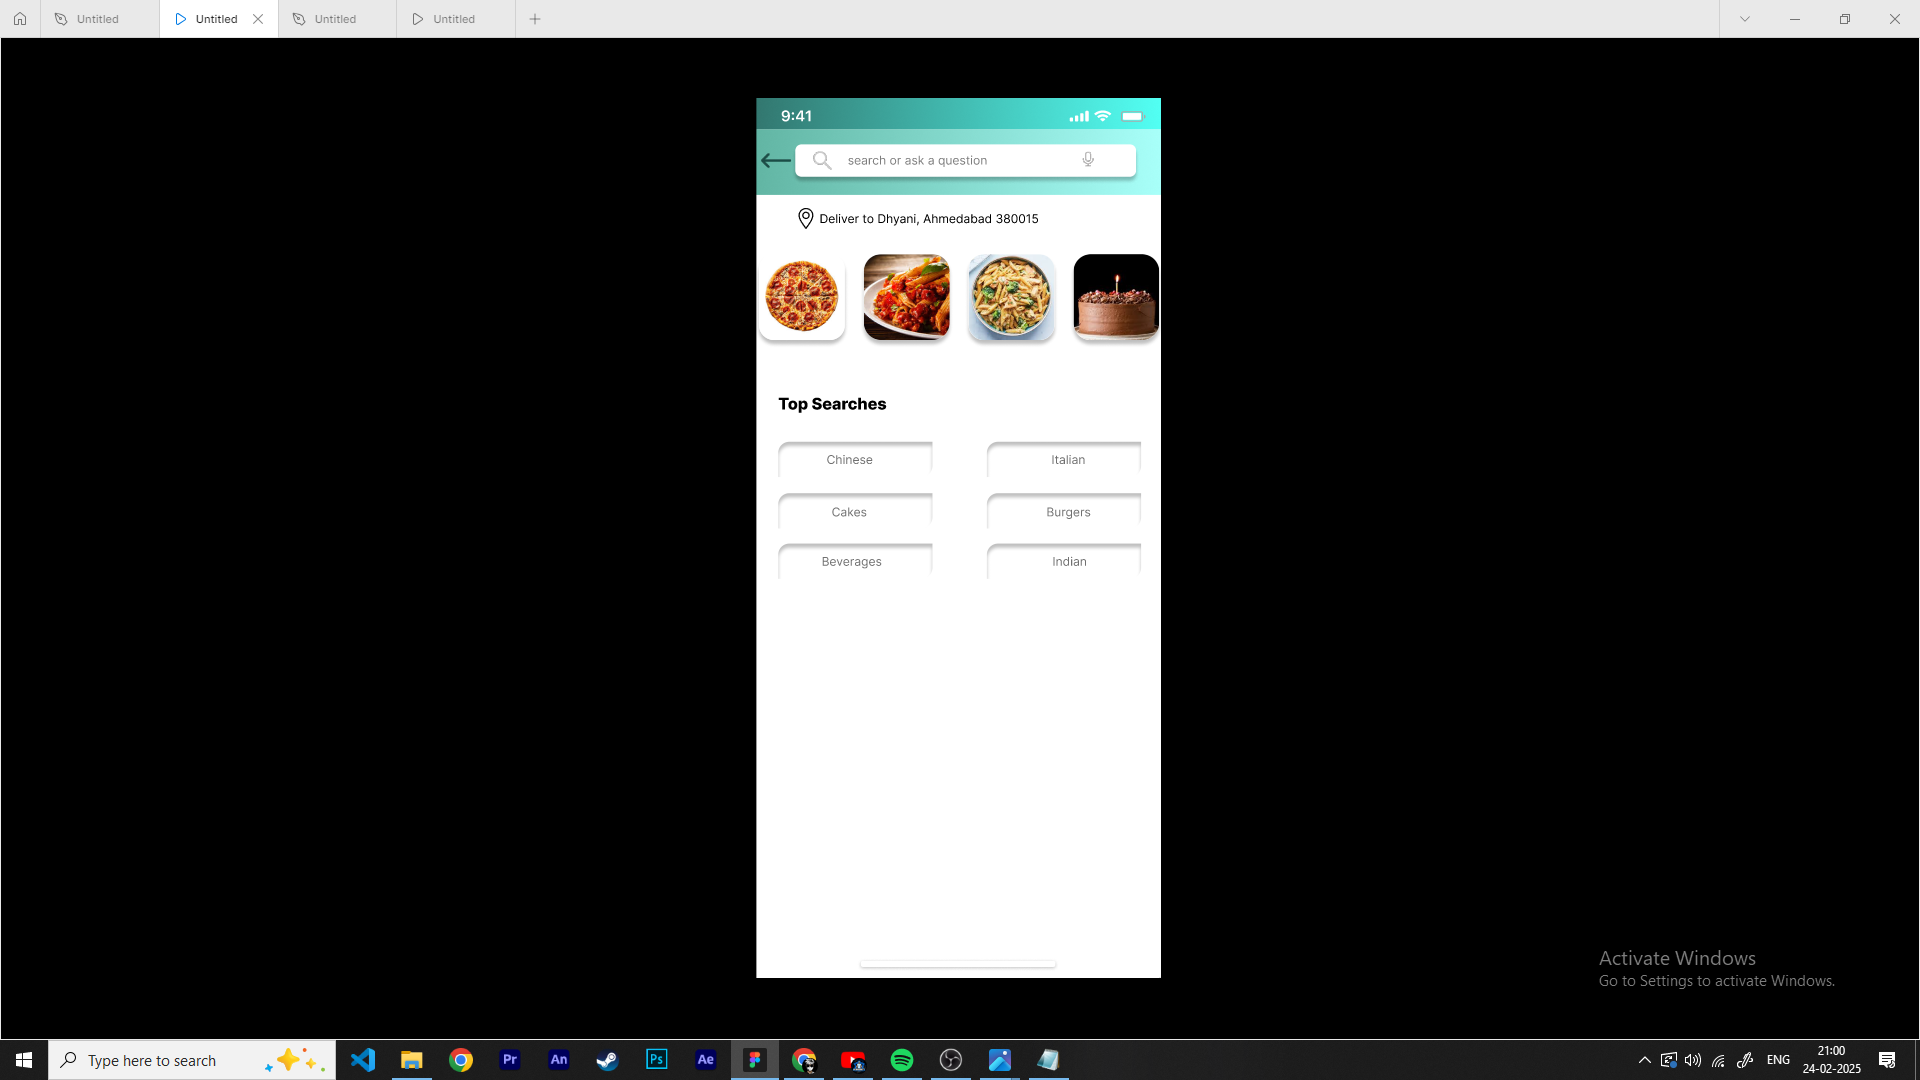 Untitled
Untitled
Untitled
Untitled
9:41
search or ask a question
Deliver to Dhyani, Ahmedabad 380015
Top Searches
Chinese
Italian
Cakes
Burgers
Beverages
Indian
Activate Windows
Go to Settings to activate Windows.
Type here to search
Pr
An
Ps
Ae
ENG
21:00
24-02-2025